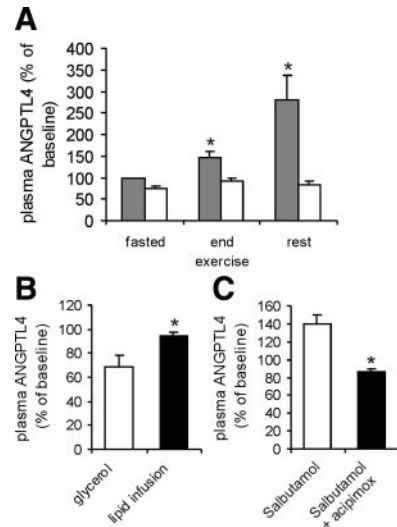 A
plasma ANGPTL4 (% of
baseline)
400
350
300
250
200
150
100
50
0
*
*
fasted
end
rest
exercise
B
plasma ANGPTL4
(% of baseline)
120
100
80
60
40
20
0
*
glycerol
lipid infusion
C
plasma ANGPTL4
(% of baseline)
160
140
120
100
80
60
40
20
0
*
Salbutamol
Salbutamol
+ acipimox